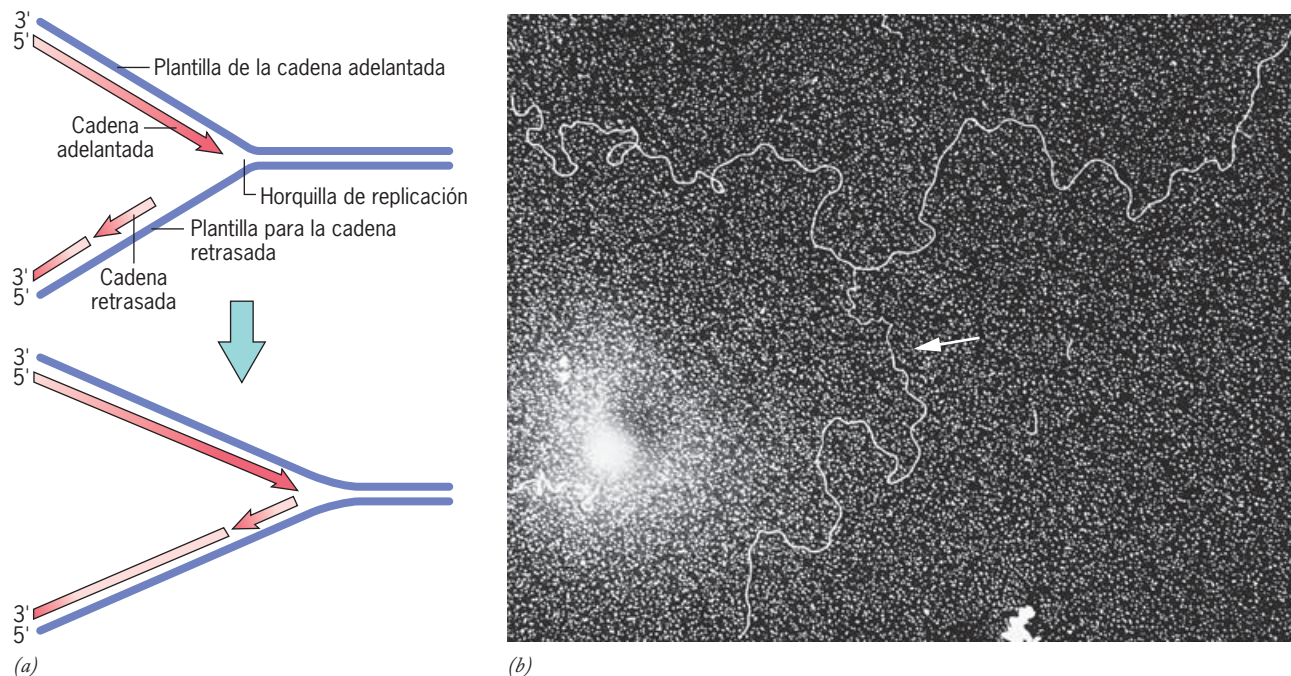 3'
5'
Plantilla de la cadena adelantada
Cadena
adelantada
Horquilla de replicación
Plantilla para la cadena
retrasada
3'
5'
Cadena
retrasada
3'
5'
3'
5'
(a)
(b)